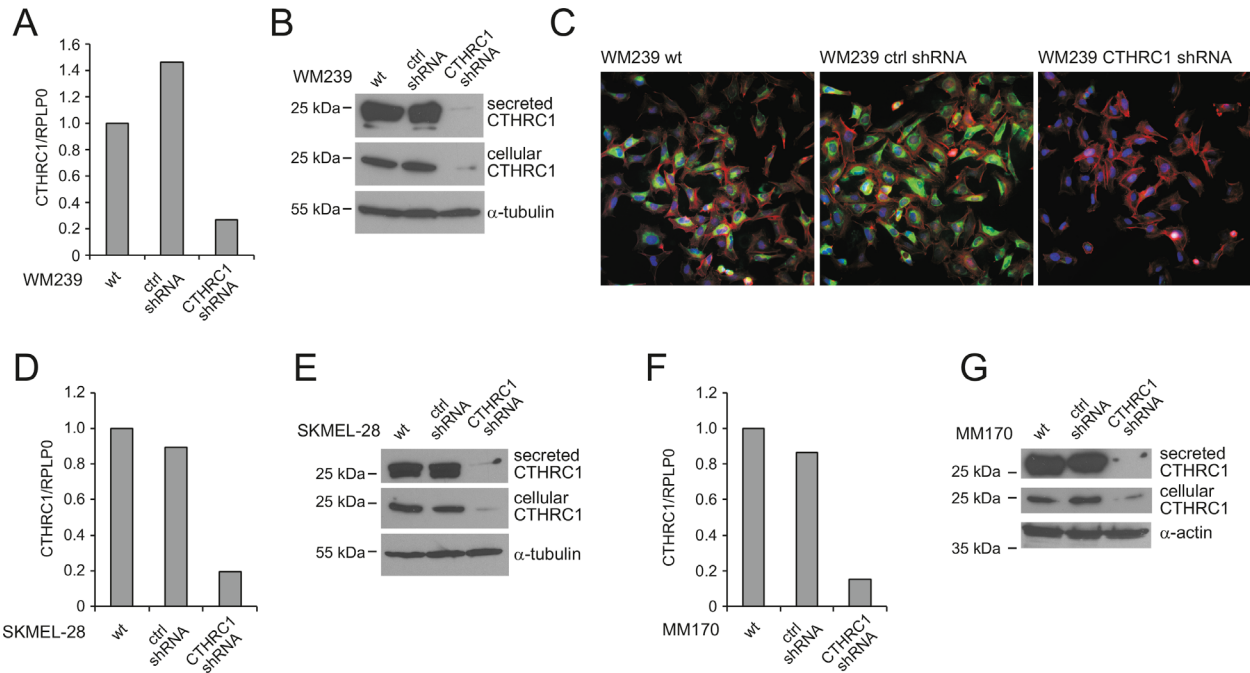 A
1.6
1.4
1.2
1.0
0.8
0.6
0.4
0.2
0
CTHRC1/RPLP0
WM239
wt
ctrl
shRNA
CTHRC1
shRNA
B
WM239
wt
ctrl
shRNA
CTHRC1
shRNA
25 kDa
secreted
CTHRC1
25 kDa
cellular
CTHRC1
55 kDa
α-tubulin
C
WM239 wt
WM239 ctrl shRNA
WM239 CTHRC1 shRNA
D
1.2
1.0
0.8
0.6
0.4
0.2
0
CTHRC1/RPLP0
SKMEL-28
wt
ctrl
shRNA
CTHRC1
shRNA
E
SKMEL-28
wt
ctrl
shRNA
CTHRC1
shRNA
25 kDa
secreted
CTHRC1
25 kDa
cellular
CTHRC1
55 kDa
α-tubulin
F
1.2
1.0
0.8
0.6
0.4
0.2
0
CTHRC1/RPLP0
MM170
wt
ctrl
shRNA
CTHRC1
shRNA
G
MM170
wt
ctrl
shRNA
CTHRC1
shRNA
25 kDa
secreted
CTHRC1
25 kDa
cellular
CTHRC1
35 kDa
α-actin